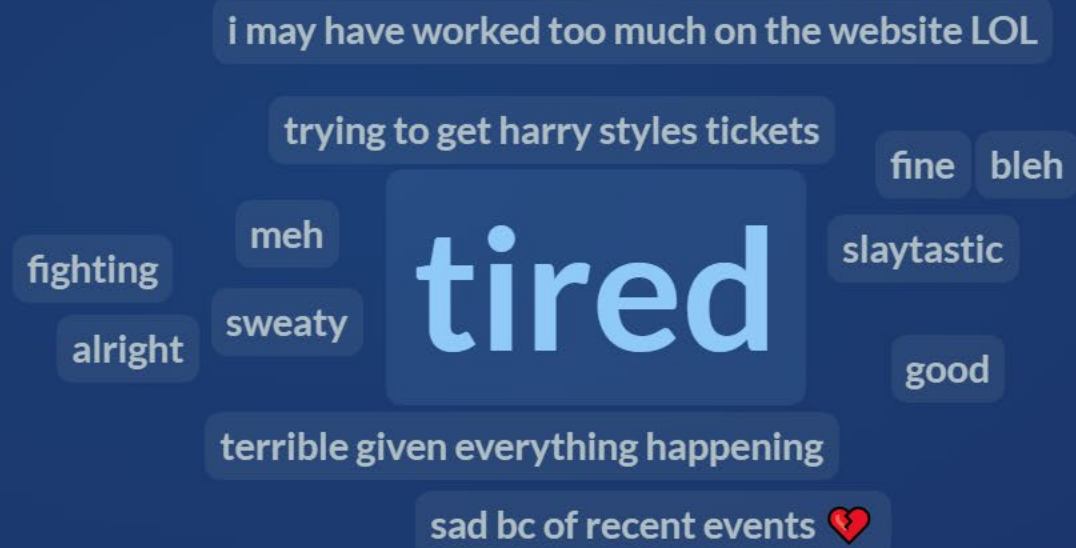 i may have worked too much on the website LOL
trying to get harry styles tickets
fine
bleh
meh
tired
slaytastic
fighting
sweaty
alright
good
terrible given everything happening
sad bc of recent events 💔